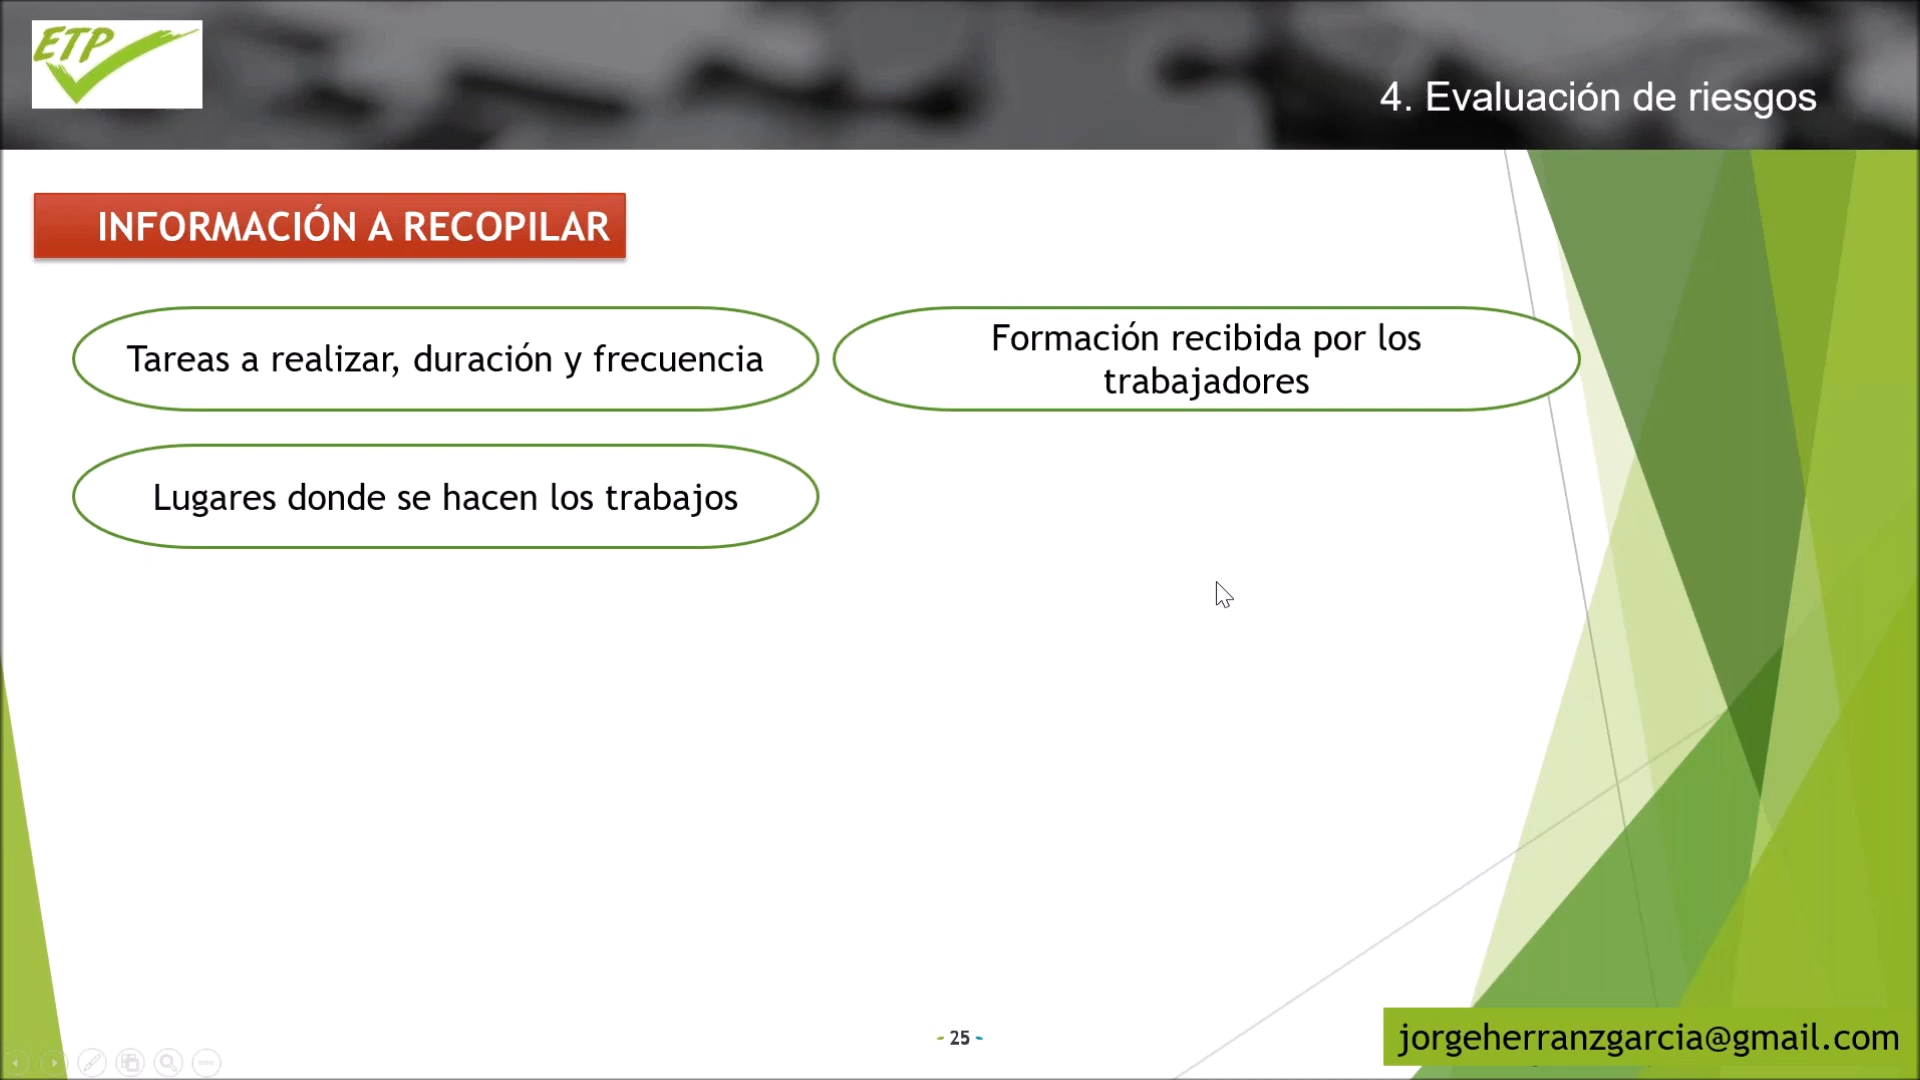 ETP
4. Evaluación de riesgos
INFORMACIÓN A RECOPILAR
Tareas a realizar, duración y frecuencia
Formación recibida por los
trabajadores
Lugares donde se hacen los trabajos
- 25 -
jorgeherranzgarcia@gmail.com